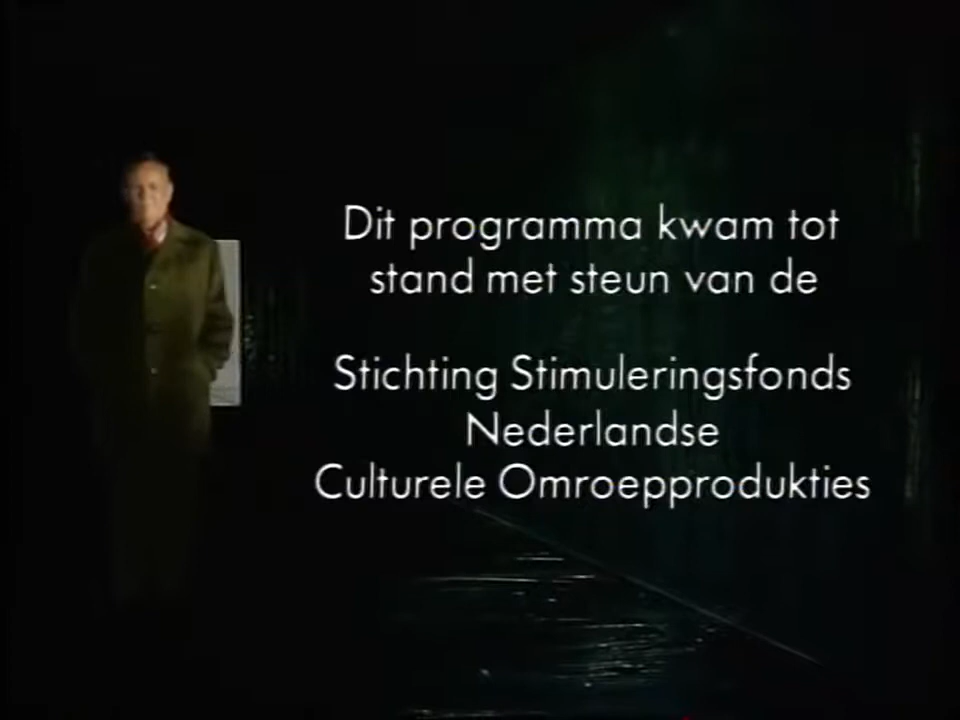 Dit programma kwam tot
stand met steun van de
Stichting Stimuleringsfonds
Nederlandse
Culturele Omroepprodukties